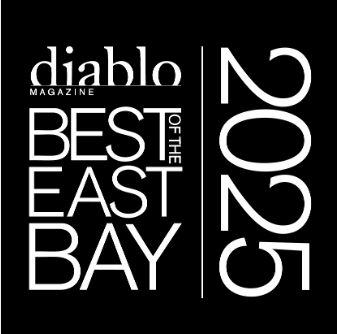 diablo
MAGAZINE
BEST
OF THE
EAST
BAY
2025